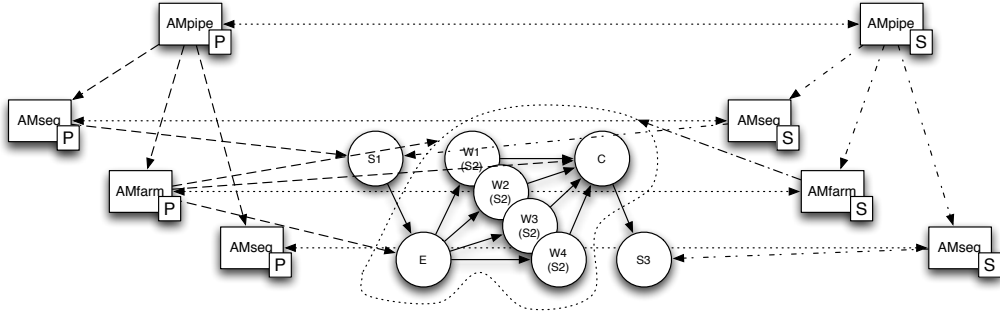 AMpipe
P
AMpipe
S
AMseq
P
AMseq
S
S1
W1
(S2)
C
AMfarm
P
W2
(S2)
AMfarm
S
W3
(S2)
AMseq
P
E
W4
(S2)
S3
AMseq
S